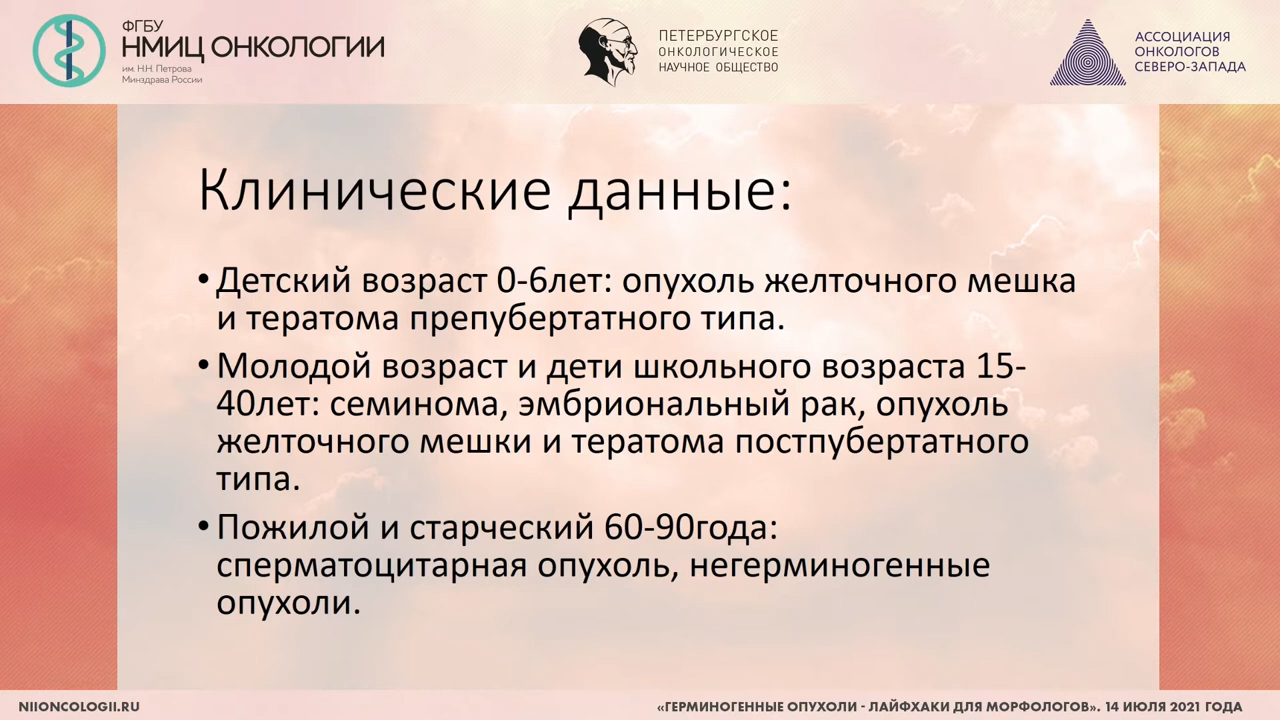 ФГБУ
НМИЦ ОНКОЛОГИИ
им. Н.Н. Петрова
Минздрава России
ПЕТЕРБУРГСКОЕ
ОНКОЛОГИЧЕСКОЕ
НАУЧНОЕ ОБЩЕСТВО
АССОЦИАЦИЯ
ОНКОЛОГОВ
СЕВЕРО-ЗАПАДА
Клинические данные:
• Детский возраст 0-6лет: опухоль желточного мешка
и тератома препубертатного типа.
• Молодой возраст и дети школьного возраста 15-
40лет: семинома, эмбриональный рак, опухоль
желточного мешки и тератома постпубертатного
типа.
• Пожилой и старческий 60-90года:
сперматоцитарная опухоль, негерминогенные
опухоли.
NIIONCOLOGII.RU
«ГЕРМИНОГЕННЫЕ ОПУХОЛИ - ЛАЙФХАКИ ДЛЯ МОРФОЛОГОВ». 14 ИЮЛЯ 2021 ГОДА